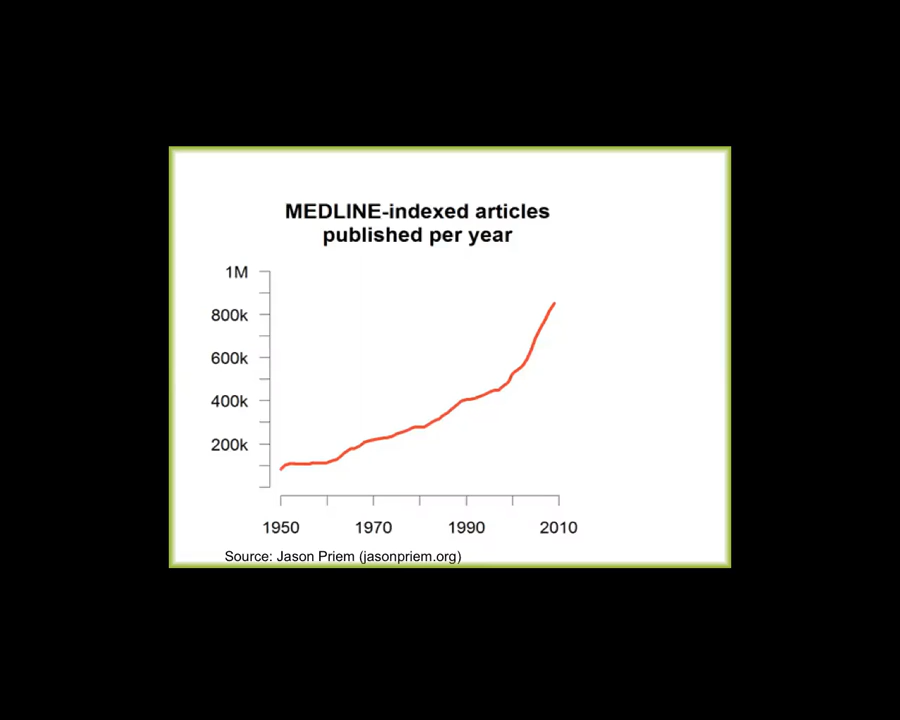 MEDLINE-indexed articles
published per year
1M
800k
600k
400k
200k
1950 1970 1990 2010
Source: Jason Priem (jasonpriem.org)